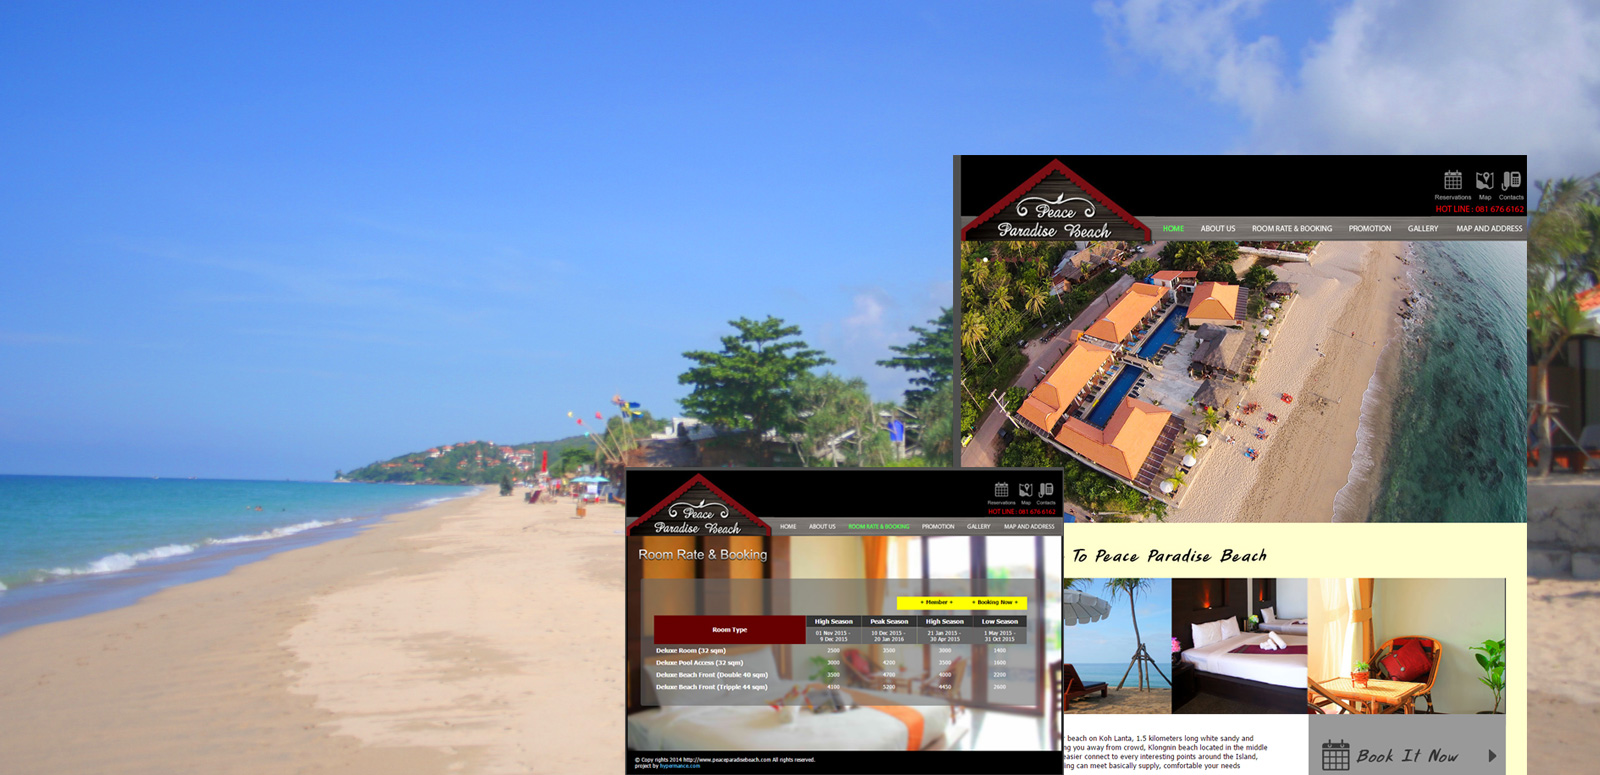 Reservations Map Contacts
HOT LINE : 081 676 6162
Peace
Paradise Beach
HOME ABOUT US ROOM RATE & BOOKING PROMOTION GALLERY MAP AND ADDRESS
To Peace Paradise Beach
beach on Koh Lanta, 1.5 kilometers long white sandy and
you away from crowd, Klongnin beach located in the middle
easier connect to every interesting points around the Island,
can meet basically supply, comfortable your needs
Book It Now
Reservations Map Contacts
HOT LINE : 081 676 6162
Peace
Paradise Beach
HOME ABOUT US ROOM RATE & BOOKING PROMOTION GALLERY MAP AND ADDRESS
Room Rate & Booking
+ Member + + Booking Now +
Room Type High Season Peak Season High Season Low Season
01 Nov 2015 - 10 Dec 2015 - 21 Jan 2015 - 1 May 2015 -
9 Dec 2015 20 Jan 2016 30 Apr 2015 31 Oct 2015
Deluxe Room (32 sqm) 2500 3500 3000 1400
Deluxe Pool Access (32 sqm) 3000 4200 3500 1800
Deluxe Beach Front (Double 40 sqm) 3500 4700 4000 2200
Deluxe Beach Front (Tripple 44 sqm) 4100 5200 4450 2600
© Copy rights 2014 http://www.peaceparadisebeach.com All rights reserved.
project by hypermance.com